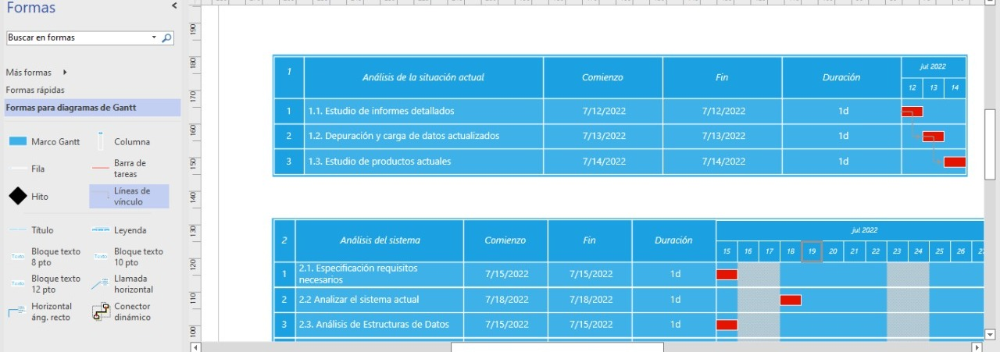 Formas
Buscar en formas
Más formas
Formas rápidas
Formas para diagramas de Gantt
Marco Gantt
Columna
Fila
Barra de
tareas
Hito
Líneas de
vínculo
Título
Leyenda
Texto
Bloque texto
8 pto
Texto
Bloque texto
10 pto
Texto
Bloque texto
12 pto
Llamada
horizontal
Horizontal
áng. recto
Conector
dinámico
190
180
170
160
150
140
130
120
110
100
1 Análisis de la situación actual Comienzo Fin Duración jul 2022
12 13 14
1 1.1. Estudio de informes detallados 7/12/2022 7/12/2022 1d
2 1.2. Depuración y carga de datos actualizados 7/13/2022 7/13/2022 1d
3 1.3. Estudio de productos actuales 7/14/2022 7/14/2022 1d
2 Análisis del sistema Comienzo Fin Duración jul 2022
15 16 17 18 19 20 21 22 23 24 25 26
1 2.1. Especificación requisitos
necesarios 7/15/2022 7/15/2022 1d
2 2.2 Analizar el sistema actual 7/18/2022 7/18/2022 1d
3 2.3. Análisis de Estructuras de Datos 7/15/2022 7/15/2022 1d